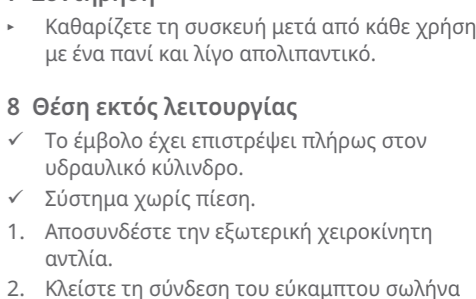 ‣ Καθαρίζετε τη συσκευή μετά από κάθε χρήση
με ένα πανί και λίγο απολιπαντικό.
8 Θέση εκτός λειτουργίας
✓ Το έμβολο έχει επιστρέψει πλήρως στον
υδραυλικό κύλινδρο.
✓ Σύστημα χωρίς πίεση.
1. Αποσυνδέστε την εξωτερική χειροκίνητη
αντλία.
2. Κλείστε τη σύνδεση του εύκαμπτου σωλήνα